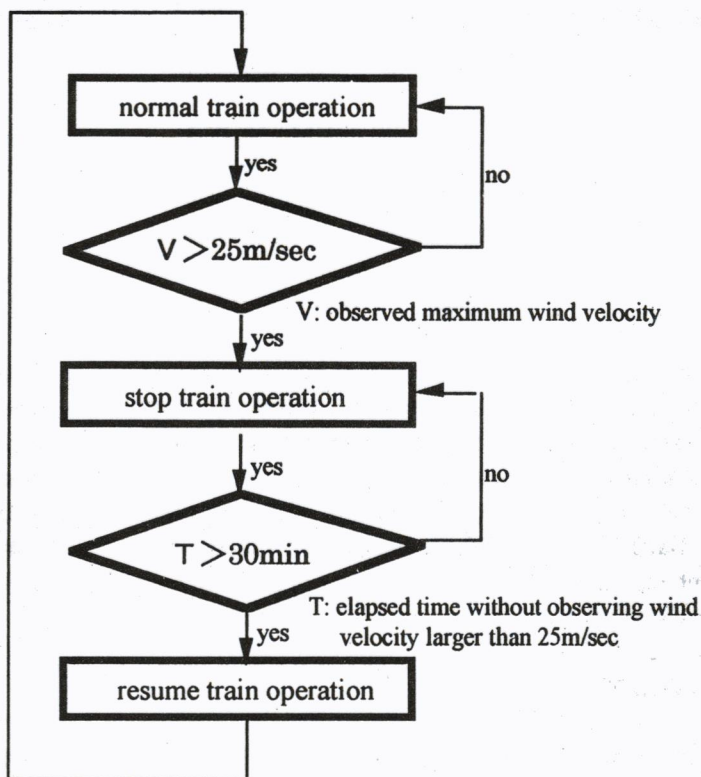 normal train operation
yes
no
V＞25m/sec
V: observed maximum wind velocity
yes
stop train operation
yes
no
T＞30min
T: elapsed time without observing wind
velocity larger than 25m/sec
yes
resume train operation